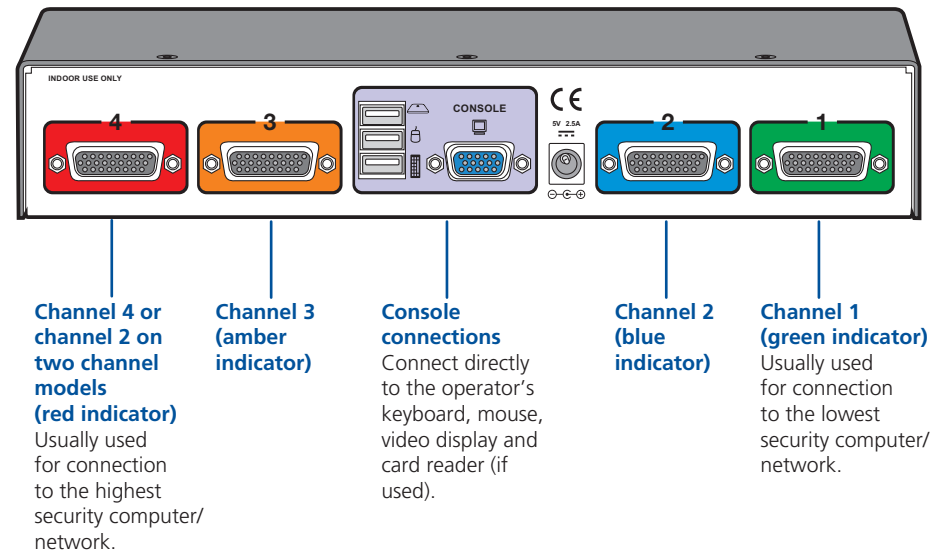 INDOOR USE ONLY
4
3
CONSOLE
CE
5V 2.5A
2
1
Channel 4 or
channel 2 on
two channel
models
(red indicator)
Usually used
for connection
to the highest
security computer/
network.
Channel 3
(amber
indicator)
Console
connections
Connect directly
to the operator’s
keyboard, mouse,
video display and
card reader (if
used).
Channel 2
(blue
indicator)
Channel 1
(green indicator)
Usually used
for connection
to the lowest
security computer/
network.